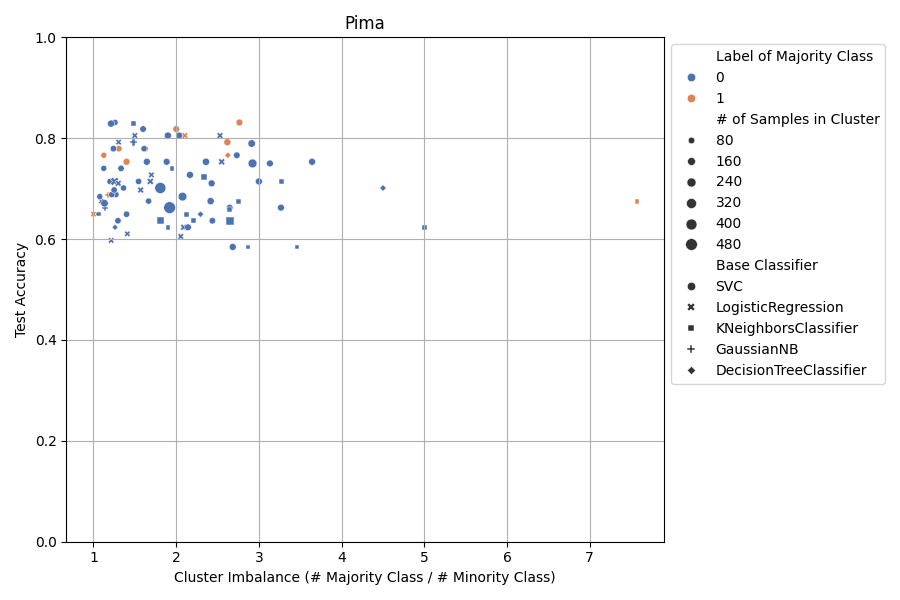 Pima
1.0
0.8
0.6
0.4
0.2
0.0
Test Accuracy
1 2 3 4 5 6 7
Cluster Imbalance (# Majority Class / # Minority Class)
Label of Majority Class
0
1
# of Samples in Cluster
80
160
240
320
400
480
Base Classifier
SVC
LogisticRegression
KNeighborsClassifier
GaussianNB
DecisionTreeClassifier